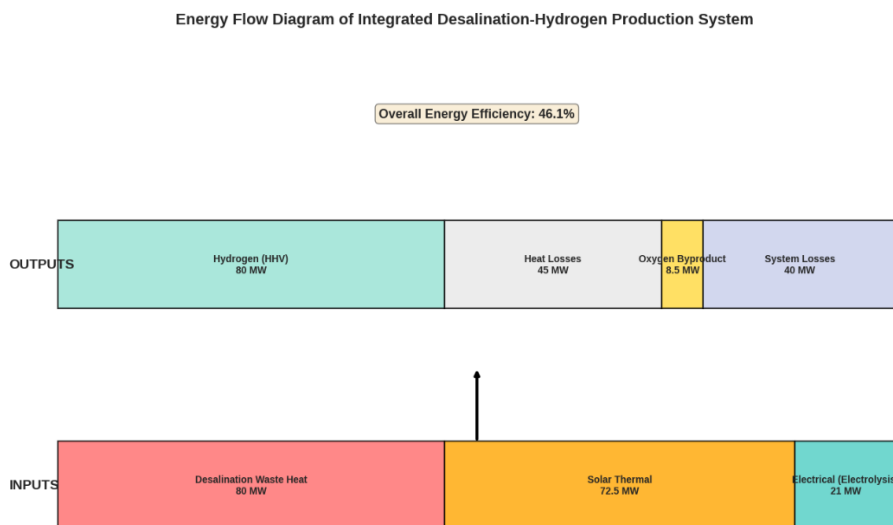 Energy Flow Diagram of Integrated Desalination-Hydrogen Production System
Overall Energy Efficiency: 46.1%
OUTPUTS
Hydrogen (HHV)
80 MW
Heat Losses
45 MW
Oxygen Byproduct
8.5 MW
System Losses
40 MW
INPUTS
Desalination Waste Heat
80 MW
Solar Thermal
72.5 MW
Electrical (Electrolysis
21 MW